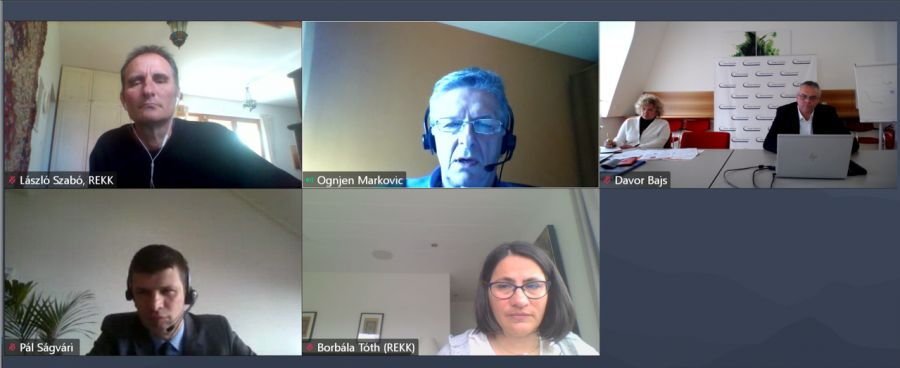 László Szabó, REKK
Ognjen Markovic
Davor Bajs
Pál Ságvári
Borbála Tóth (REKK)